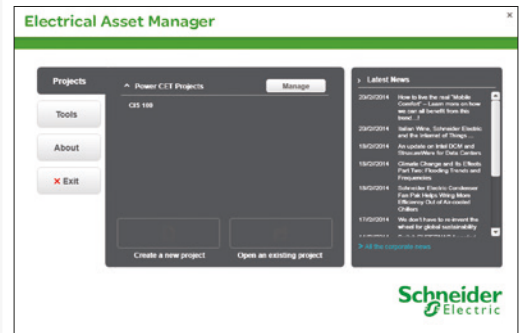 Electrical Asset Manager
×
Projects
Tools
About
× Exit
Power CET Projects
Manage
CIS 100
Create a new project
Open an existing project
Latest News
20/02/2014 How to live the real "Mobile
Comfort" – Learn more on how
we can all benefit from this
trend ..!
20/02/2014 Italian Wine, Schneider Electric
and the Internet of Things ...
18/02/2014 An update on Intel DCM and
StruxureWare for Data Centers
18/02/2014 Climate Change and its Effects
Part Two: Flooding Trends and
Frequencies
18/02/2014 Schneider Electric Condenser
Fan Pair Helps Wring More
Efficiency Out of Air-cooled
Chillers
17/02/2014 We don't have to re-invent the
wheel for global sustainability
> All the corporate news
Schneider
Electric